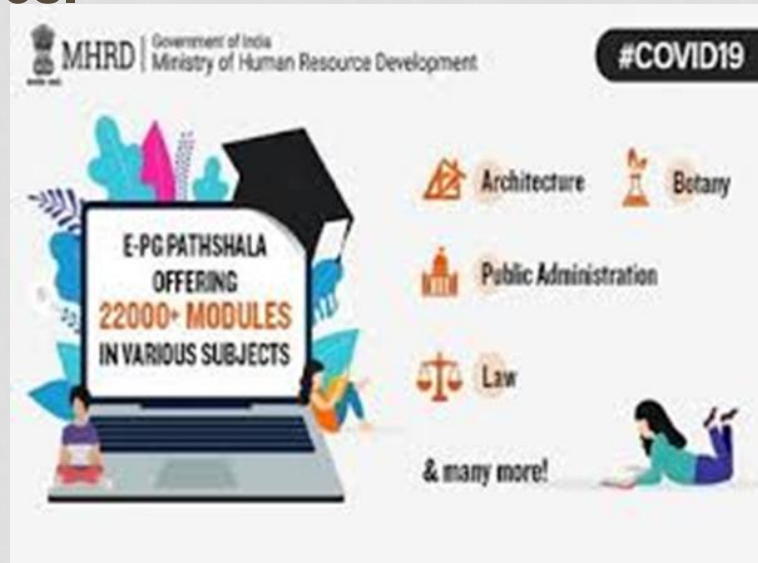 MHRD
Government of India
Ministry of Human Resource Development
#COVID19
E-PG PATHSHALA
OFFERING
22000+ MODULES
IN VARIOUS SUBJECTS
Architecture
Botany
Public Administration
Law
& many more!